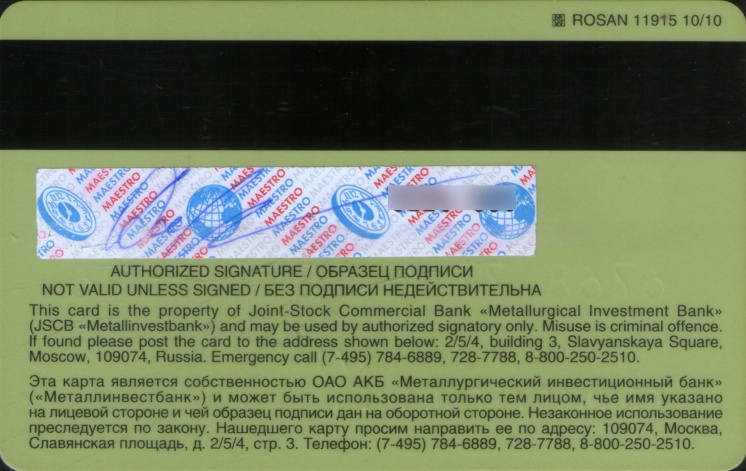 ROSAN 11915 10/10
MAESTRO MAESTRO MAESTRO MAESTRO
AUTHORIZED SIGNATURE / ОБРАЗЕЦ ПОДПИСИ
NOT VALID UNLESS SIGNED / БЕЗ ПОДПИСИ НЕДЕЙСТВИТЕЛЬНА
This card is the property of Joint-Stock Commercial Bank «Metallurgical Investment Bank»
(JSCB «Metallinvestbank») and may be used by authorized signatory only. Misuse is criminal offence.
If found please post the card to the address shown below: 2/5/4, building 3, Slavyanskaya Square,
Moscow, 109074, Russia. Emergency call (7-495) 784-6889, 728-7788, 8-800-250-2510.
Эта карта является собственностью ОАО АКБ «Металлургический инвестиционный банк»
(«Металлинвестбанк») и может быть использована только тем лицом, чье имя указано
на лицевой стороне и чей образец подписи дан на оборотной стороне. Незаконное использование
преследуется по закону. Нашедшего карту просим направить ее по адресу: 109074, Москва,
Славянская площадь, д. 2/5/4, стр. 3. Телефон: (7-495) 784-6889, 728-7788, 8-800-250-2510.